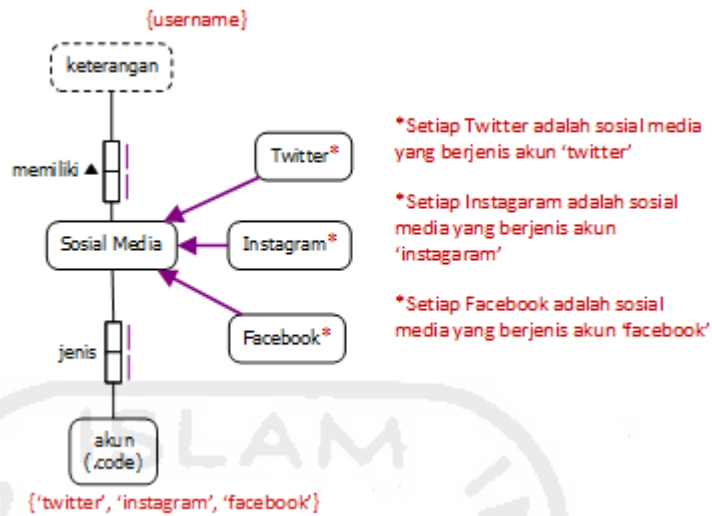 {username}
keterangan
memiliki ▲
Twitter*
Sosial Media
Instagram*
Facebook*
jenis
akun
(.code)
{'twitter', 'instagram', 'facebook'}
*Setiap Twitter adalah sosial media
yang berjenis akun 'twitter'
*Setiap Instagaram adalah sosial
media yang berjenis akun
'instagaram'
*Setiap Facebook adalah sosial
media yang berjenis akun 'facebook'
ISLAM